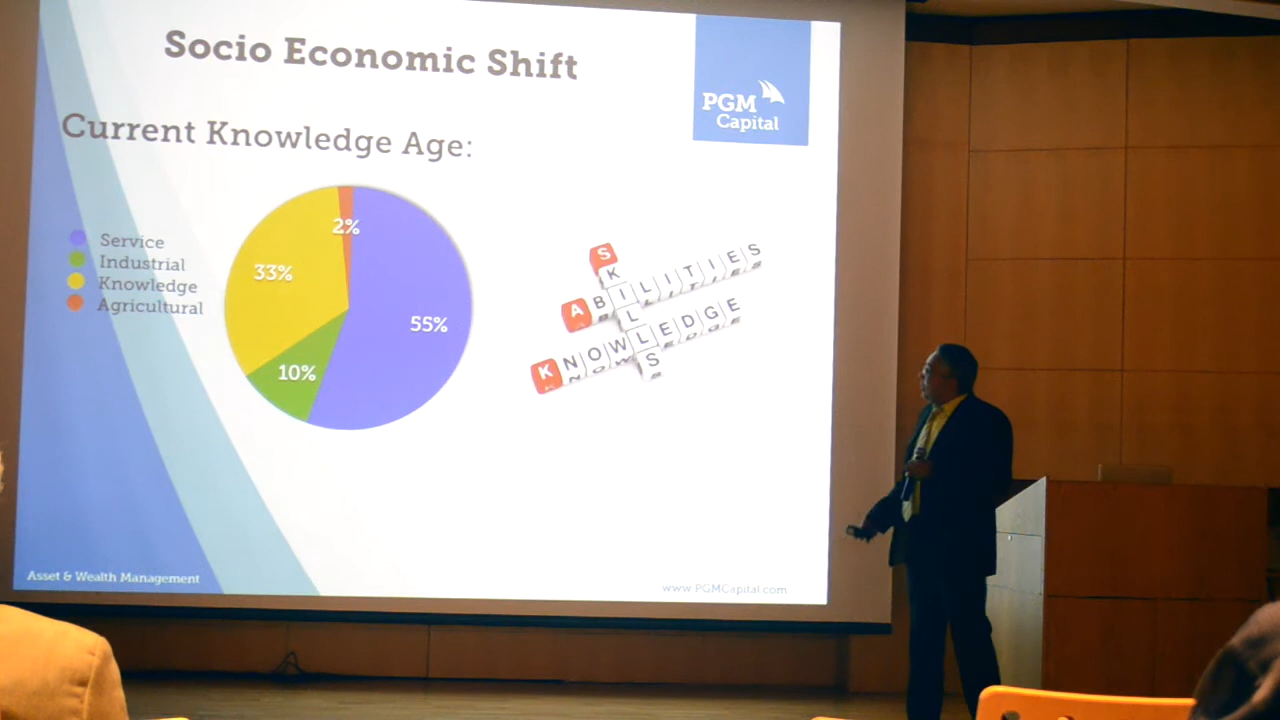 Socio Economic Shift
PGM
Capital
Current Knowledge Age:
Service
Industrial
Knowledge
Agricultural
2%
33%
55%
10%
SKILLS
ABILITIES
KNOWLEDGE
Asset & Wealth Management
www.PGMCapital.com